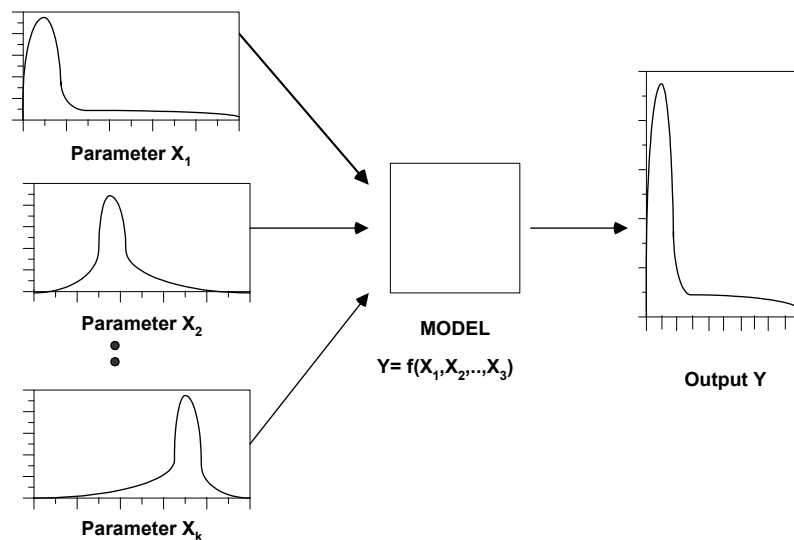 Parameter X₁
Parameter X₂
Parameter Xₖ
MODEL
Y= f(X₁,X₂,..,X₃)
Output Y